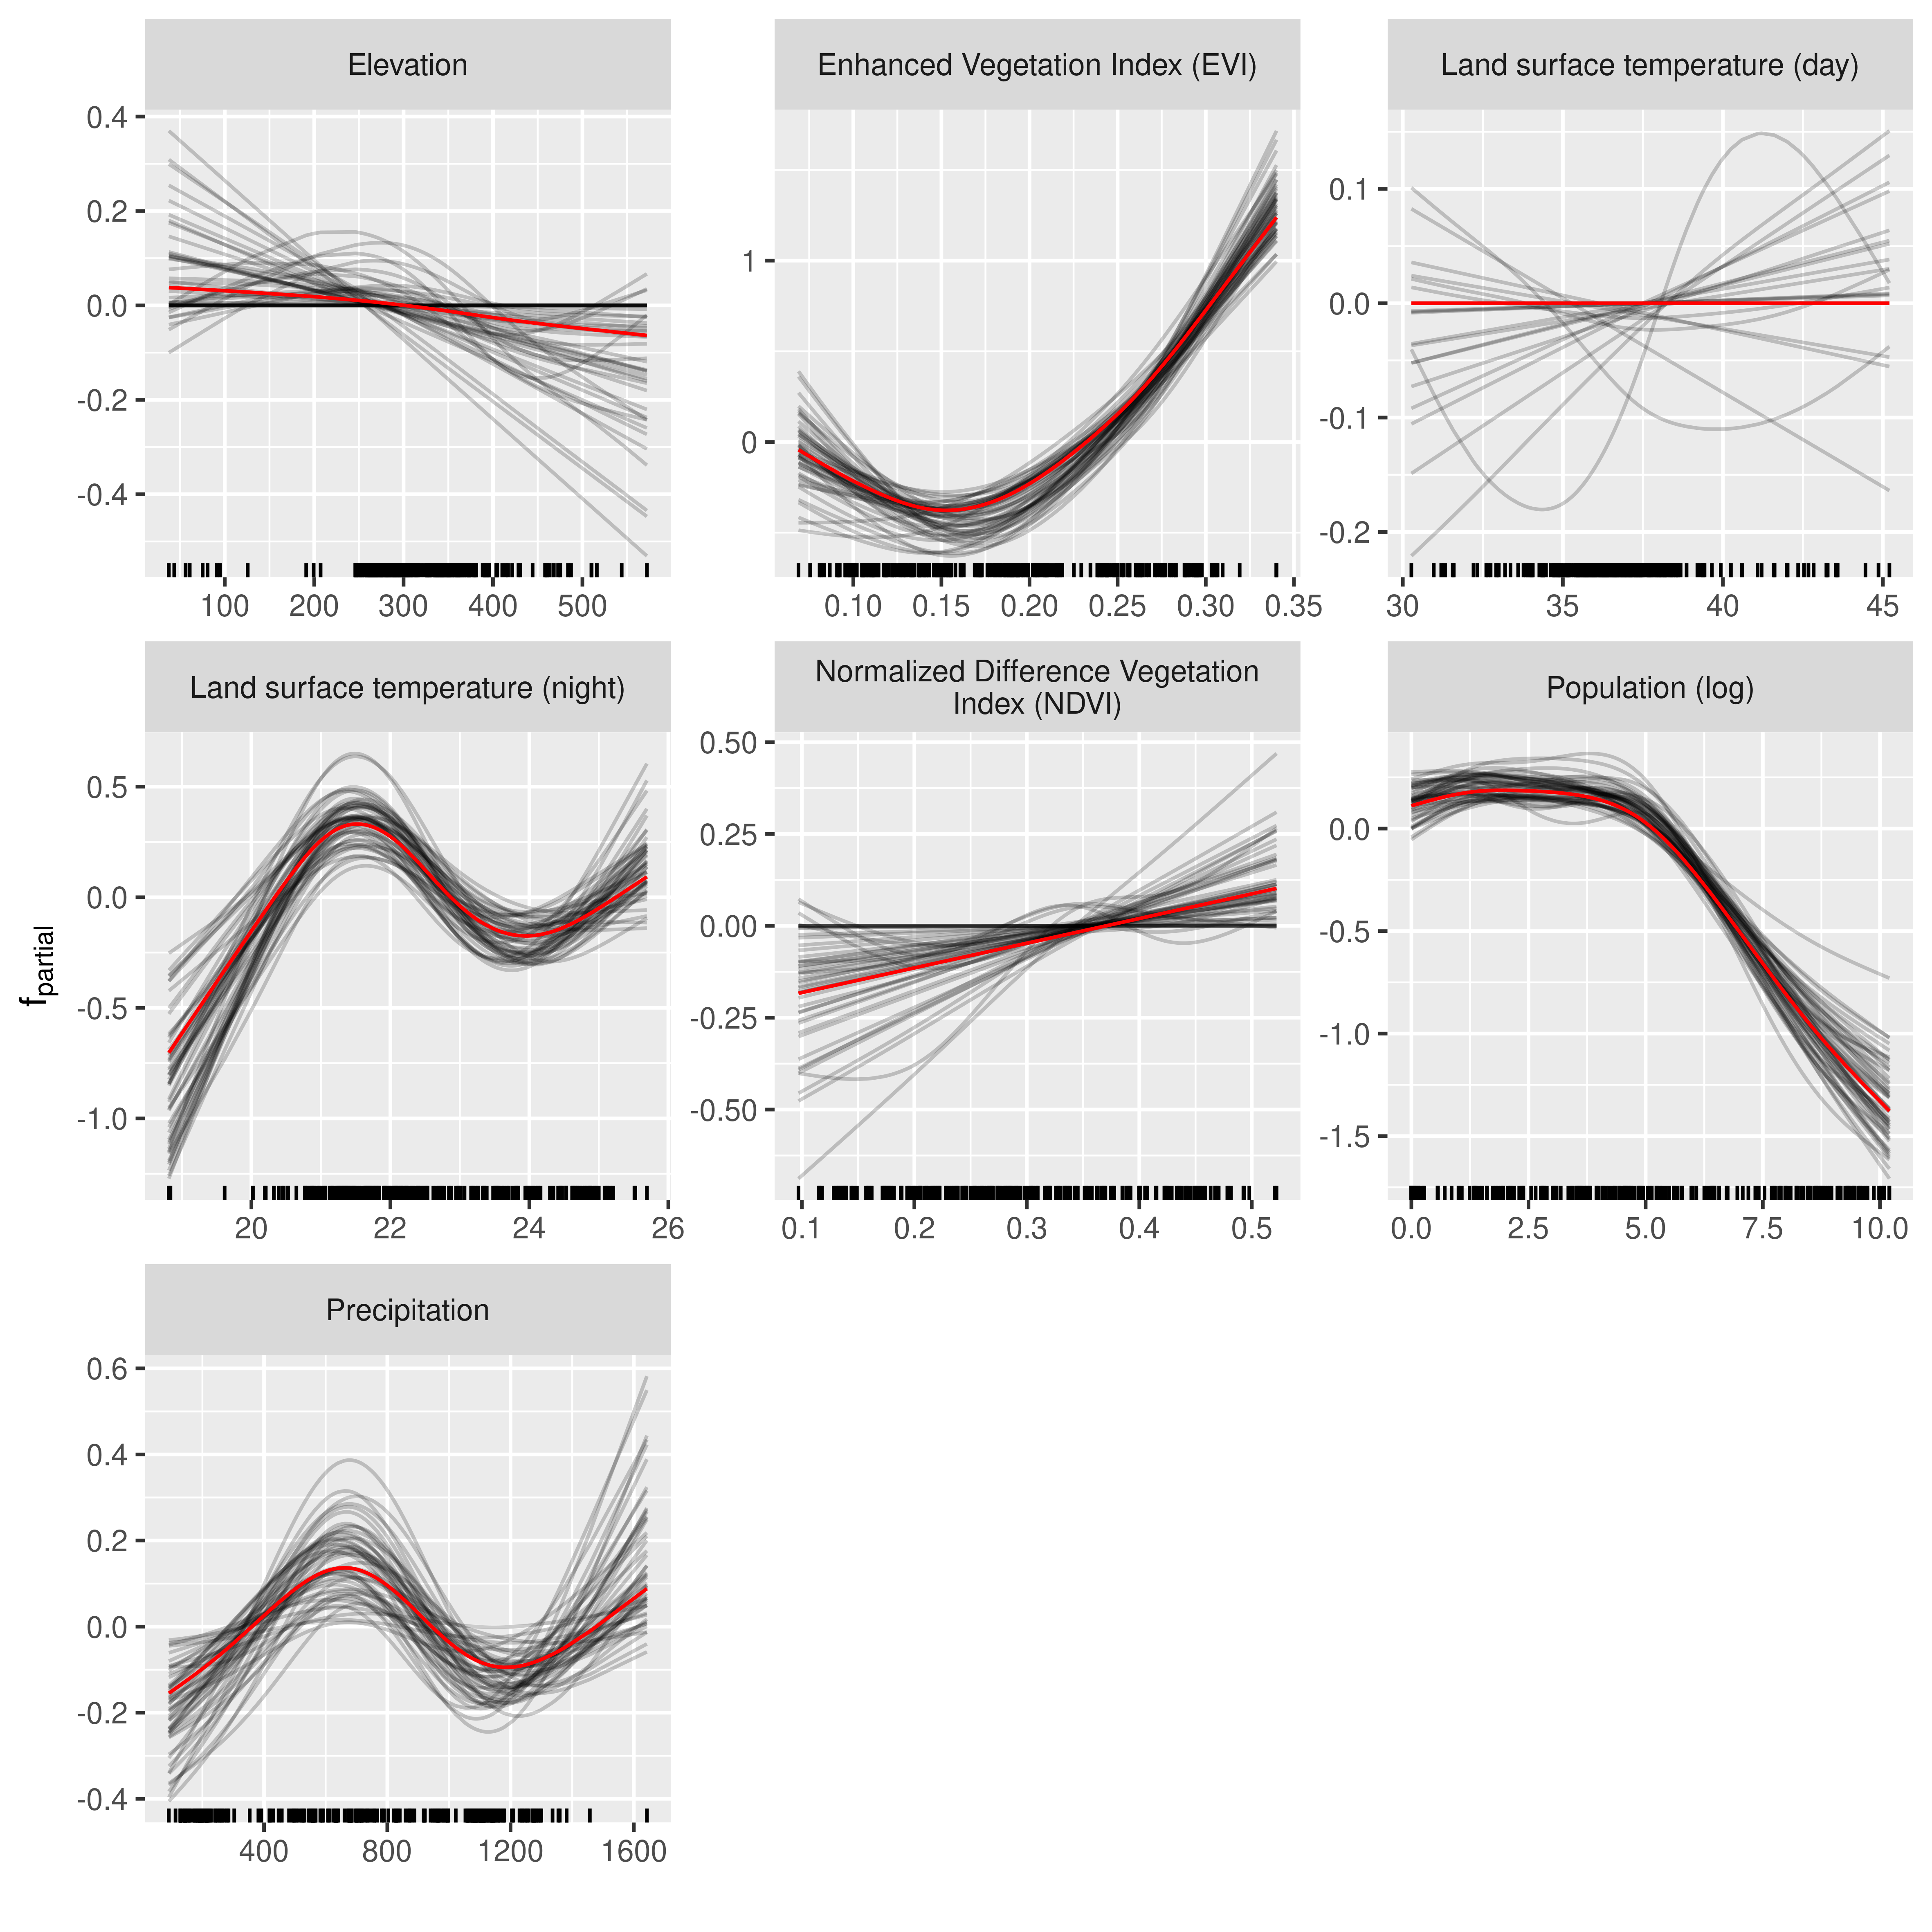 Elevation
Enhanced Vegetation Index (EVI)
Land surface temperature (day)
0.4
0.2
0.0
-0.2
-0.4
100 200 300 400 500
1
0
0.10 0.15 0.20 0.25 0.30 0.35
0.1
0.0
-0.1
-0.2
30 35 40 45
Land surface temperature (night)
Normalized Difference Vegetation
Index (NDVI)
Population (log)
fpartial
0.5
0.0
-0.5
-1.0
20 22 24 26
0.50
0.25
0.00
-0.25
-0.50
0.1 0.2 0.3 0.4 0.5
0.0
-0.5
-1.0
-1.5
0.0 2.5 5.0 7.5 10.0
Precipitation
0.6
0.4
0.2
0.0
-0.2
-0.4
400 800 1200 1600